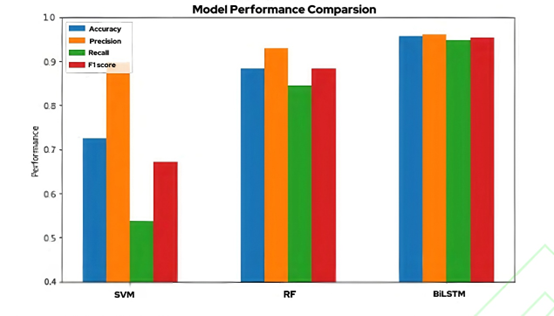 Model Performance Comparsion
Accuracy
Precision
Recall
F1score
Performance
1.0
0.9
0.8
0.7
0.6
0.5
0.4
SVM
RF
BiLSTM